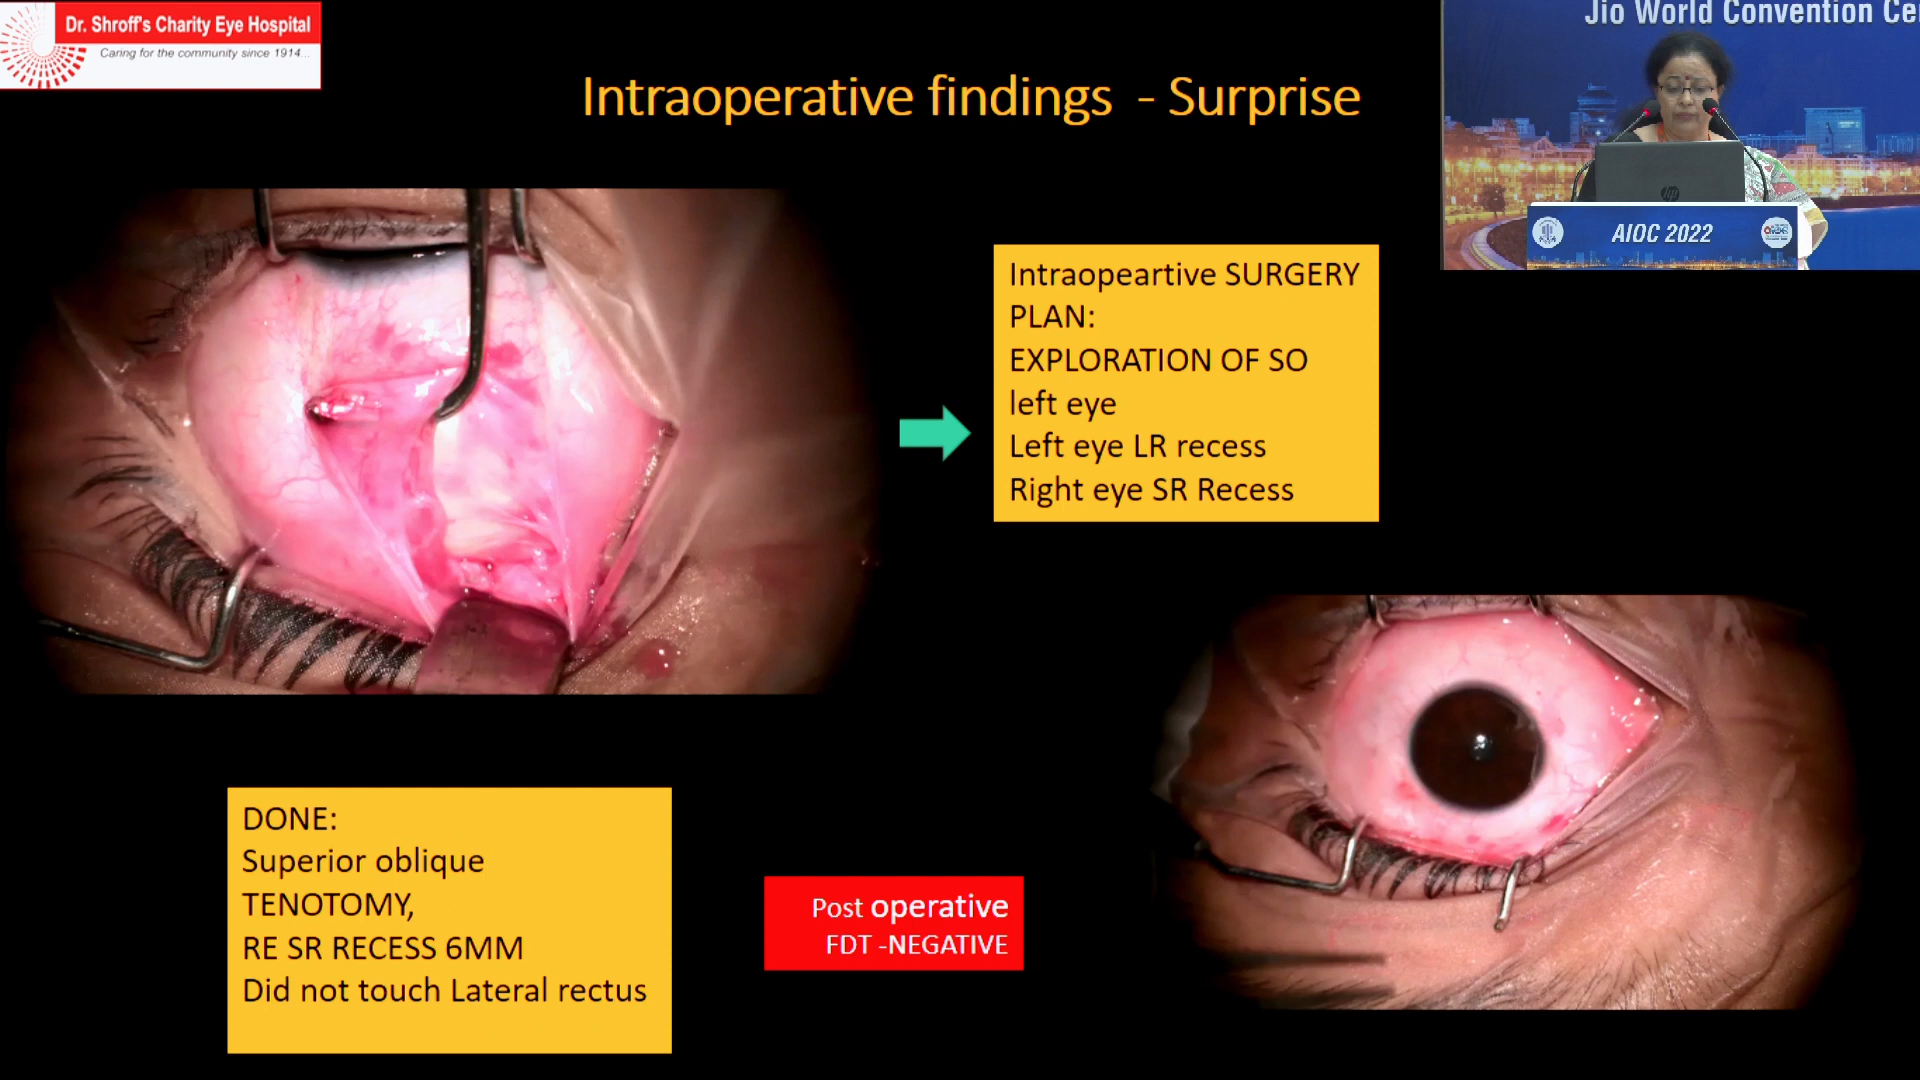 Dr. Shroff's Charity Eye Hospital
Caring for the community since 1914...
Jio World Convention Ce
Intraoperative findings - Surprise
AIOC 2022
Intraopeartive SURGERY
PLAN:
EXPLORATION OF SO
left eye
Left eye LR recess
Right eye SR Recess
DONE:
Superior oblique
TENOTOMY,
RE SR RECESS 6MM
Did not touch Lateral rectus
Post operative
FDT -NEGATIVE
hp